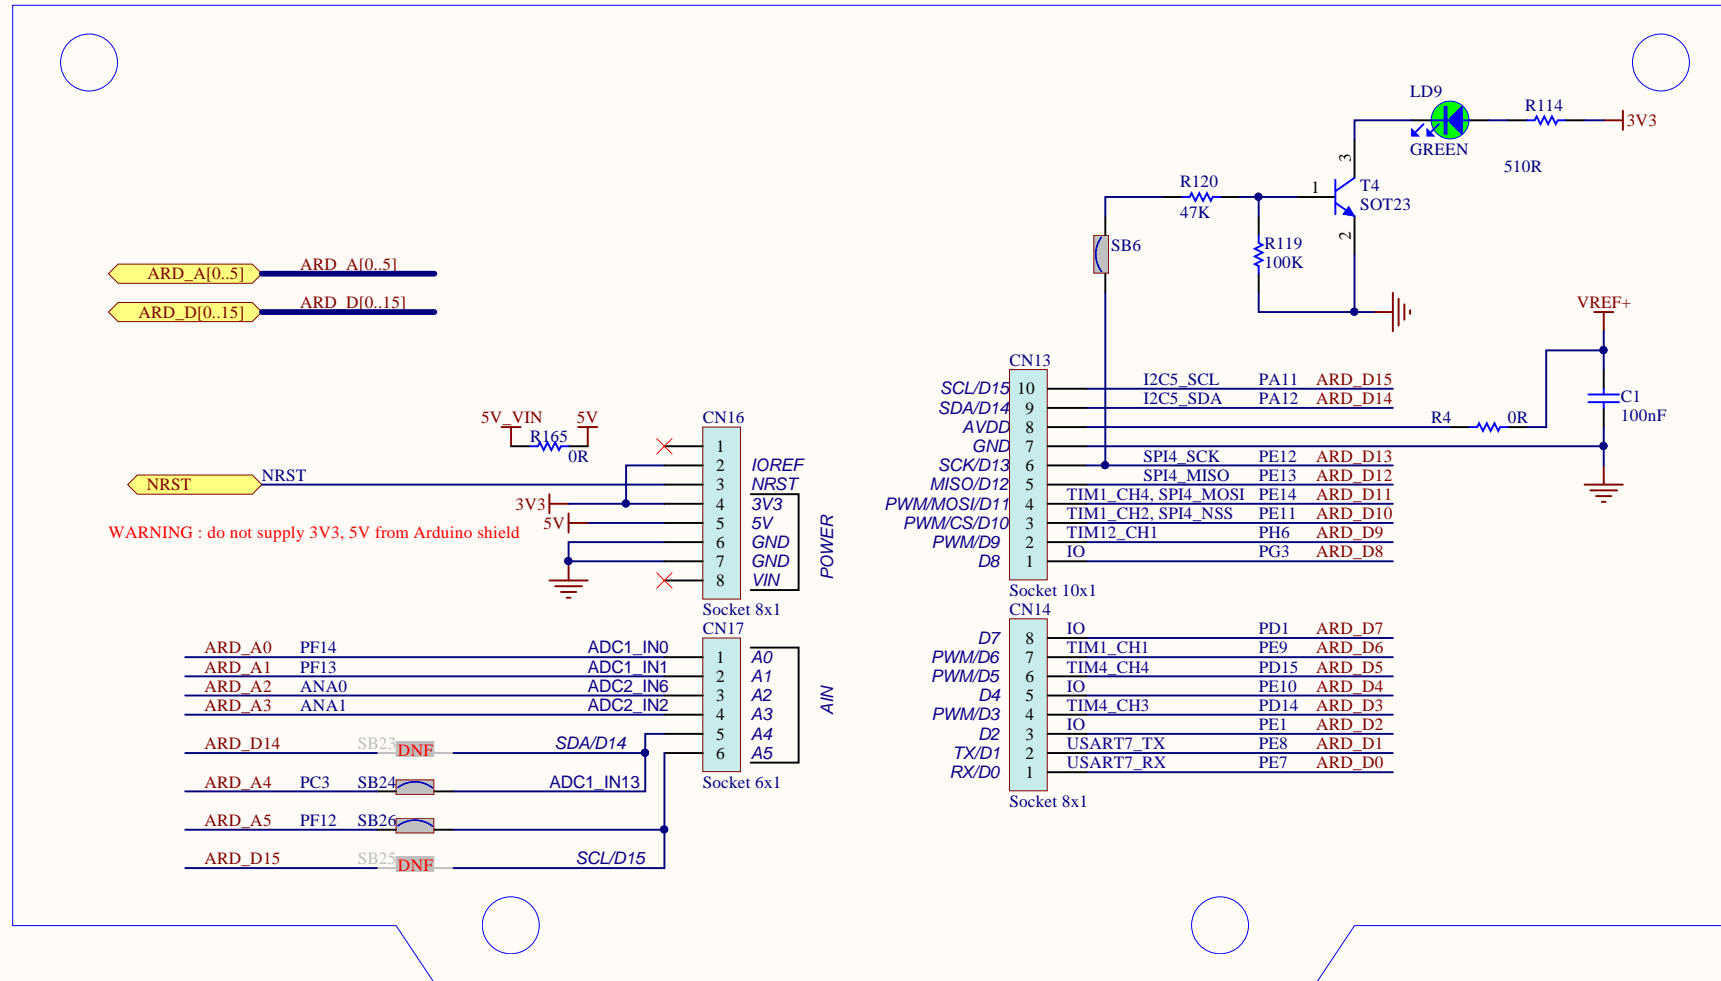 LD9
R114
3V3
GREEN
510R
3
R120
1
T4
47K
SOT23
2
SB6
R119
100K
ARD_A[0..5] ARD_A[0..5]
ARD_D[0..15] ARD_D[0..15]
VREF+
C1
100nF
5V_VIN 5V
R165
0R
NRST NRST
3V3
5V
WARNING : do not supply 3V3, 5V from Arduino shield
CN16
1
2 IOREF
3 NRST
4 3V3
5 5V
6 GND
7 GND
8 VIN
POWER
Socket 8x1
CN13
SCL/D15 10 I2C5_SCL PA11 ARD_D15
SDA/D14 9 I2C5_SDA PA12 ARD_D14
AVDD 8 R4 0R
GND 7
SCK/D13 6 SPI4_SCK PE12 ARD_D13
MISO/D12 5 SPI4_MISO PE13 ARD_D12
PWM/MOSI/D11 4 TIM1_CH4, SPI4_MOSI PE14 ARD_D11
PWM/CS/D10 3 TIM1_CH2, SPI4_NSS PE11 ARD_D10
PWM/D9 2 TIM12_CH1 PH6 ARD_D9
D8 1 IO PG3 ARD_D8
Socket 10x1
CN17
ARD_A0 PF14 ADC1_IN0 1 A0
ARD_A1 PF13 ADC1_IN1 2 A1
ARD_A2 ANA0 ADC2_IN6 3 A2
ARD_A3 ANA1 ADC2_IN2 4 A3
5 A4
6 A5
AIN
Socket 6x1
ARD_D14 SB23 DNF SDA/D14
ARD_A4 PC3 SB24 ADC1_IN13
ARD_A5 PF12 SB26
ARD_D15 SB25 DNF SCL/D15
CN14
D7 8 IO PD1 ARD_D7
PWM/D6 7 TIM1_CH1 PE9 ARD_D6
PWM/D5 6 TIM4_CH4 PD15 ARD_D5
D4 5 IO PE10 ARD_D4
PWM/D3 4 TIM4_CH3 PD14 ARD_D3
D2 3 IO PE1 ARD_D2
TX/D1 2 USART7_TX PE8 ARD_D1
RX/D0 1 USART7_RX PE7 ARD_D0
Socket 8x1